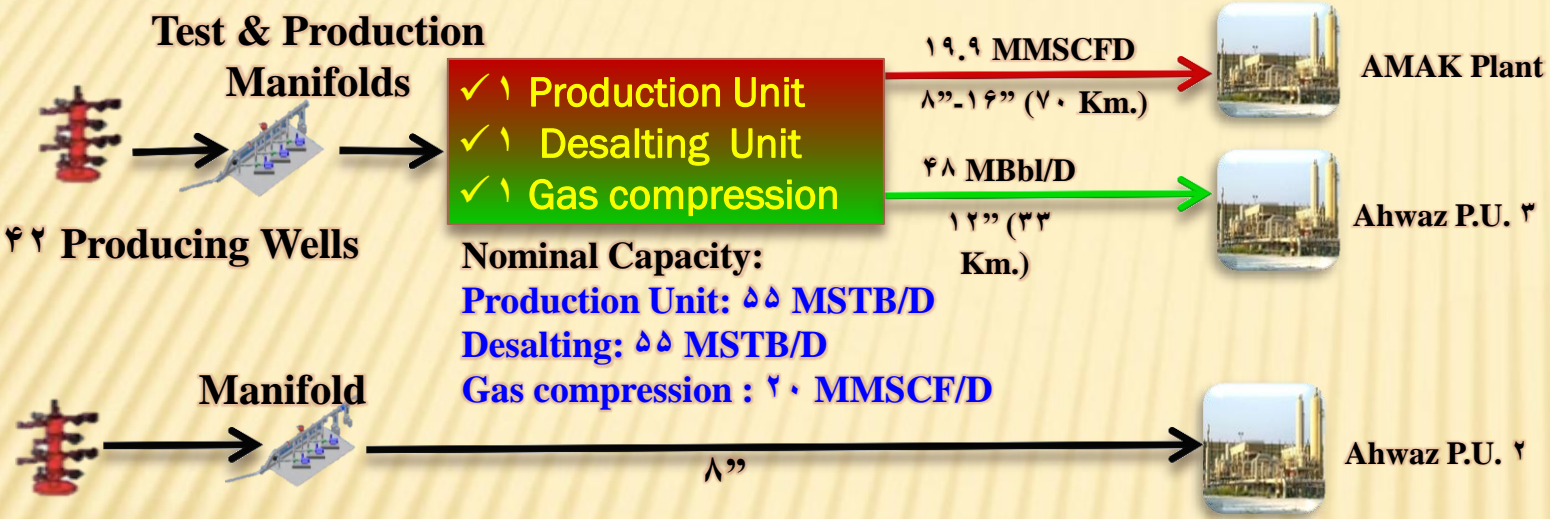 Test & Production
Manifolds
۴۲ Producing Wells
✓ ۱ Production Unit
✓ ۱ Desalting Unit
✓ ۱ Gas compression
۱۹.۹ MMSCFD
۸”-۱۶” (۷۰ Km.)
AMAK Plant
۴۸ MBbl/D
۱۲” (۳۳
Km.)
Ahwaz P.U. ۳
Nominal Capacity:
Production Unit: ۵۵ MSTB/D
Desalting: ۵۵ MSTB/D
Gas compression : ۲۰ MMSCF/D
Manifold
۸”
Ahwaz P.U. ۲